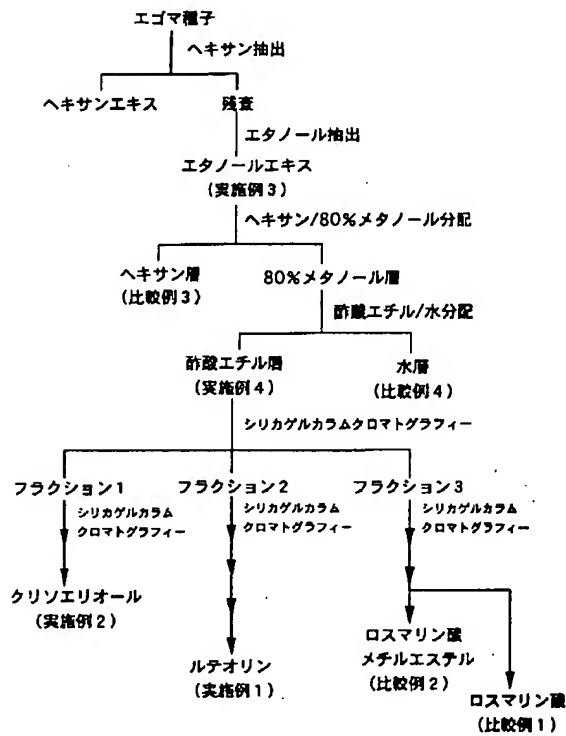 エゴマ種子
ヘキサン抽出
ヘキサンエキス
残査
エタノール抽出
エタノールエキス
(実施例3)
ヘキサン/80%メタノール分配
ヘキサン層
(比較例3)
80%メタノール層
酢酸エチル/水分配
酢酸エチル層
(実施例4)
水層
(比較例4)
シリカゲルカラムクロマトグラフィー
フラクション1
フラクション2
フラクション3
シリカゲルカラム
クロマトグラフィー
シリカゲルカラム
クロマトグラフィー
シリカゲルカラム
クロマトグラフィー
クリソエリオール
(実施例2)
ルテオリン
(実施例1)
ロスマリン酸
メチルエステル
(比較例2)
ロスマリン酸
(比較例1)